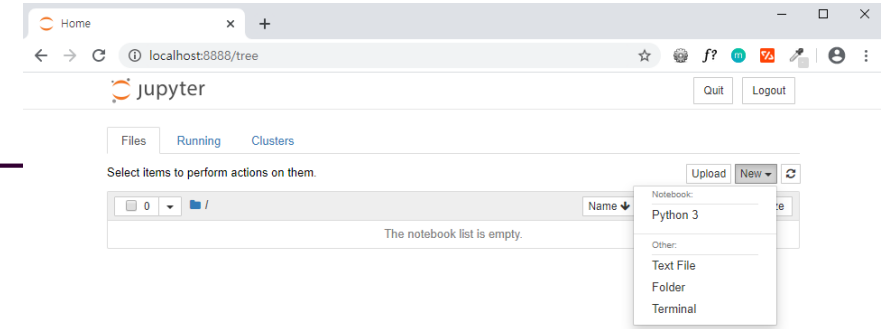 Home
localhost:8888/tree
f?
m
jupyter
Quit
Logout
Files
Running
Clusters
Select items to perform actions on them.
Upload
New
0
/
Name
ze
The notebook list is empty.
Notebook:
Python 3
Other:
Text File
Folder
Terminal